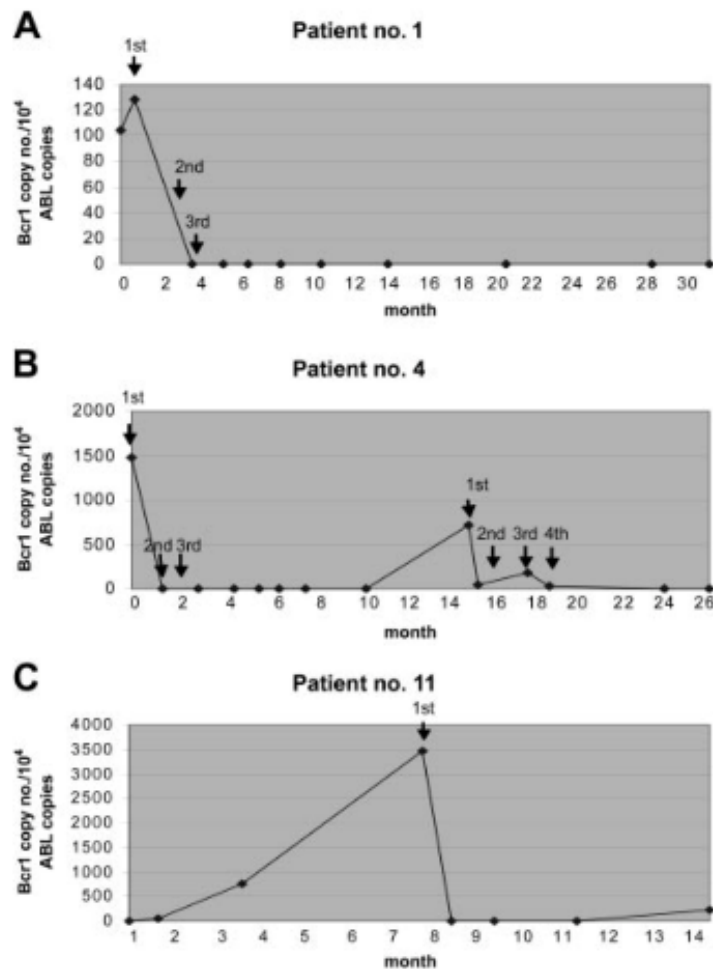 A
Patient no. 1
1st
Bcr1 copy no./10⁴
ABL copies
140
120
100
80
60
40
20
0
2nd
3rd
0 2 4 6 8 10 12 14 16 18 20 22 24 26 28 30
month
B
Patient no. 4
1st
Bcr1 copy no./10⁴
ABL copies
2000
1500
1000
500
0
2nd 3rd
1st
2nd 3rd 4th
0 2 4 6 8 10 12 14 16 18 20 22 24 26
month
C
Patient no. 11
1st
Bcr1 copy no./10⁴
ABL copies
4000
3500
3000
2500
2000
1500
1000
500
0
1 2 3 4 5 6 7 8 9 10 11 12 13 14
month